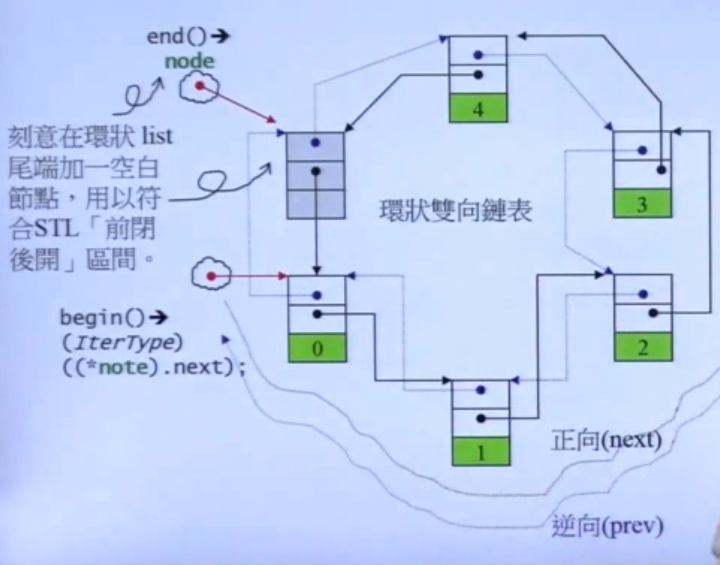 end()➔
node
刻意在環狀 list
尾端加一空白
節點，用以符
合STL「前閉
後開」區間。
4
3
環狀雙向鏈表
begin()➔
(IterType)
((*note).next);
0
2
1
正向(next)
逆向(prev)